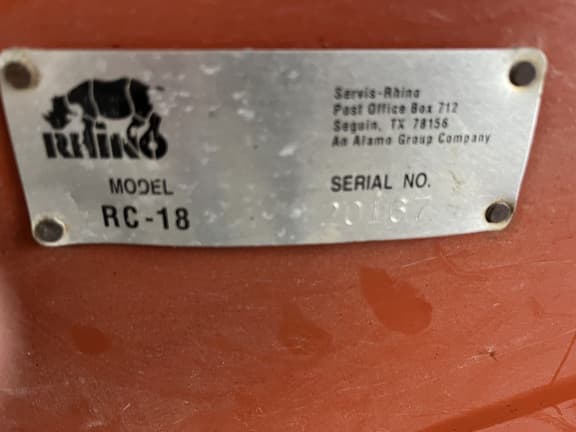 RHINO
Servis-Rhino
Post Office Box 712
Seguin, TX 78156
An Alamo Group Company
MODEL
RC-18
SERIAL NO.
20167